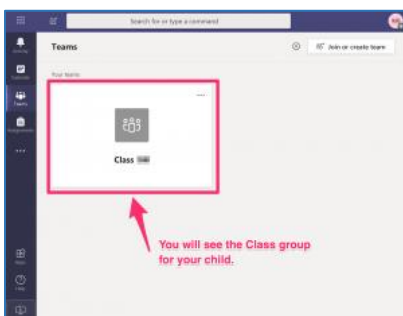 Search for or type a command
Teams
Join or create team
Your teams
Class
Teams
You will see the Class group
for your child.